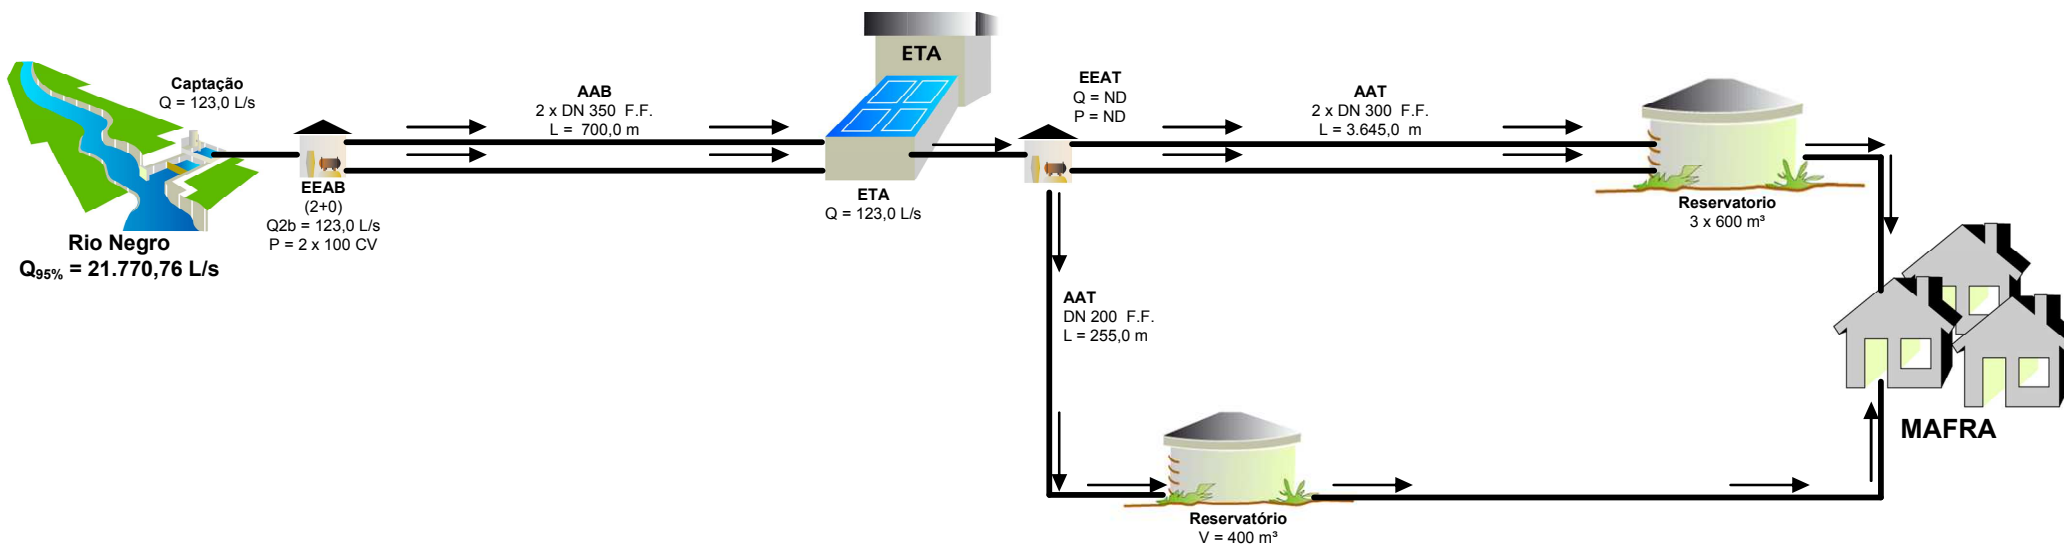 Captação
Q = 123,0 L/s
Rio Negro
Q95% = 21.770,76 L/s
EEAB
(2+0)
Q2b = 123,0 L/s
P = 2 x 100 CV
AAB
2 x DN 350 F.F.
L = 700,0 m
ETA
ETA
Q = 123,0 L/s
EEAT
Q = ND
P = ND
AAT
2 x DN 300 F.F.
L = 3.645,0 m
Reservatorio
3 x 600 m³
AAT
DN 200 F.F.
L = 255,0 m
Reservatório
V = 400 m³
MAFRA